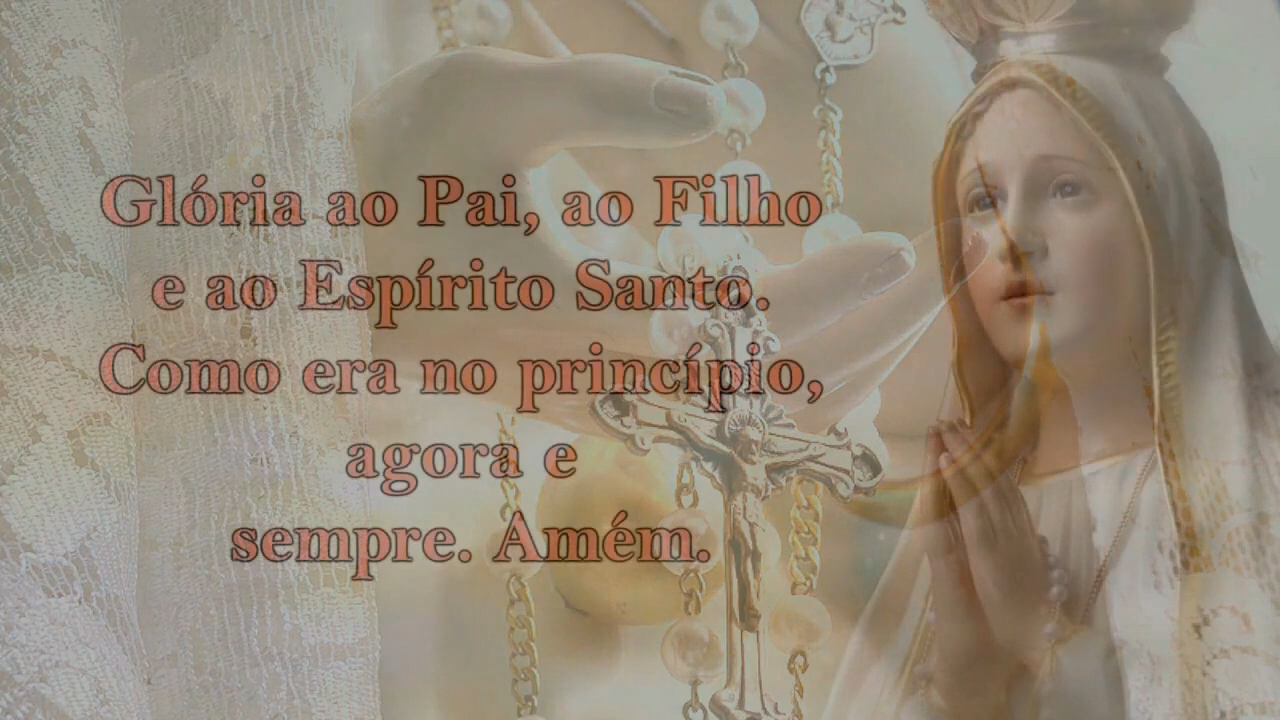 Glória ao Pai, ao Filho
e ao Espírito Santo.
Como era no princípio,
agora e
sempre. Amém.